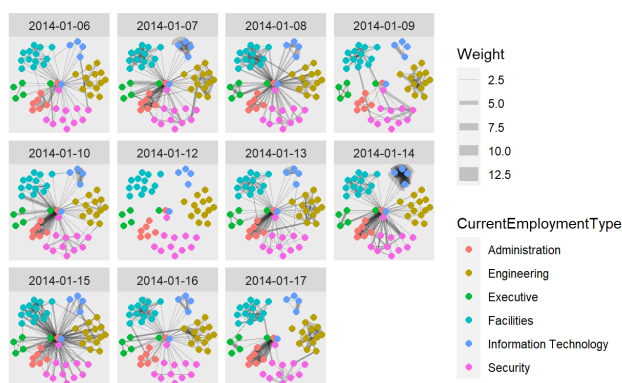 2014-01-06
2014-01-07
2014-01-08
2014-01-09
2014-01-10
2014-01-12
2014-01-13
2014-01-14
2014-01-15
2014-01-16
2014-01-17
Weight
2.5
5.0
7.5
10.0
12.5
CurrentEmploymentType
Administration
Engineering
Executive
Facilities
Information Technology
Security